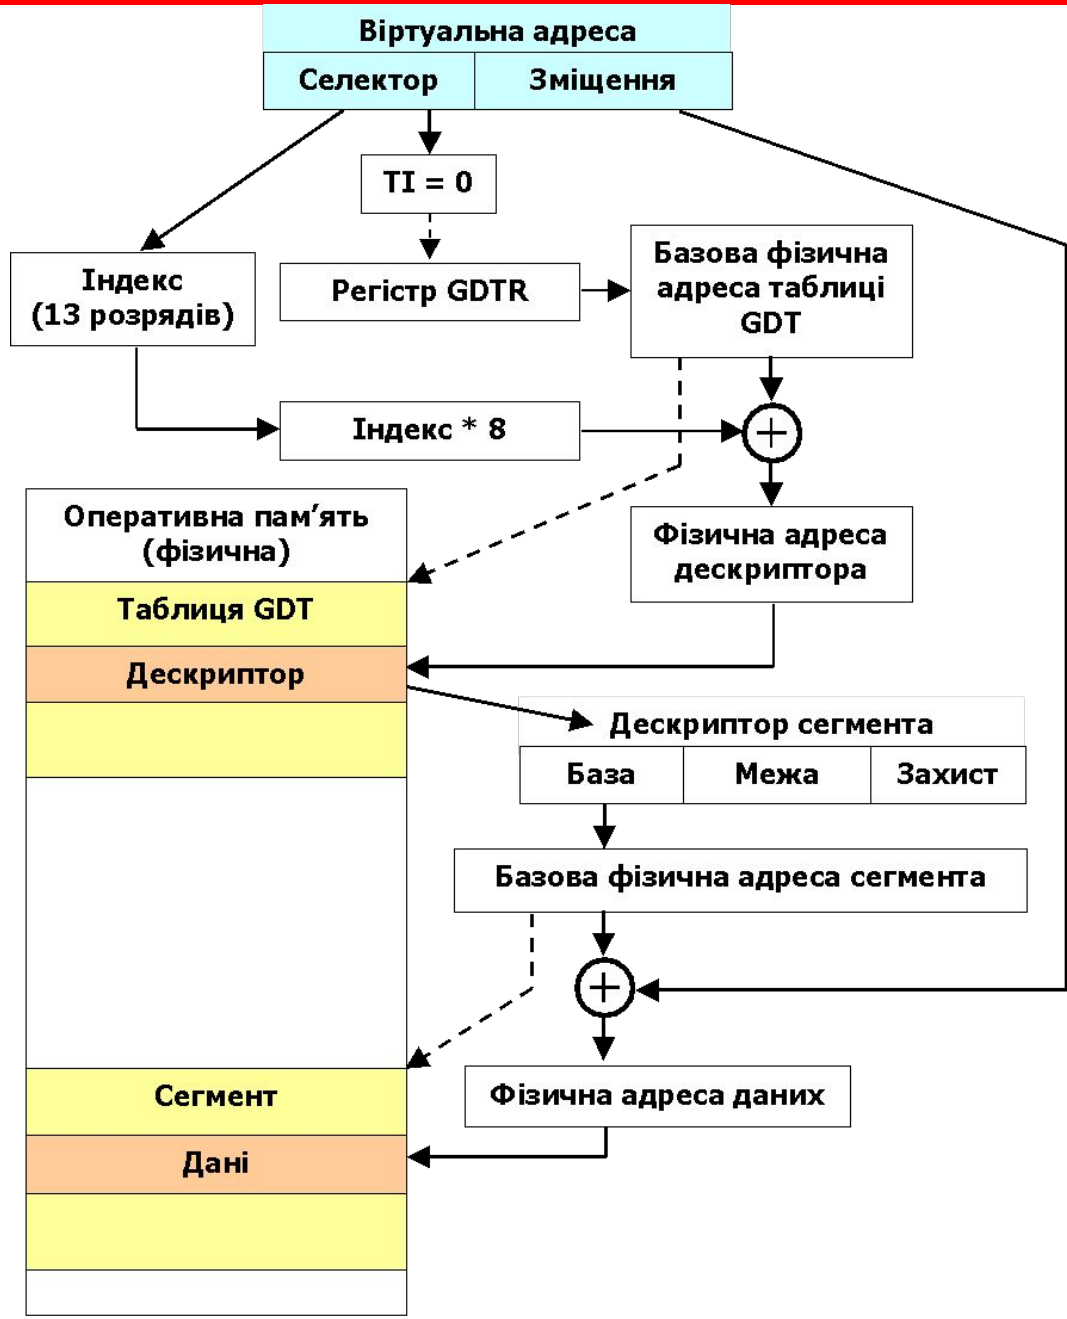 Віртуальна адреса
Селектор
Зміщення
TI = 0
Індекс
(13 розрядів)
Регістр GDTR
Базова фізична
адреса таблиці
GDT
Індекс * 8
+
Оперативна пам’ять
(фізична)
Фізична адреса
дескриптора
Таблиця GDT
Дескриптор
Дескриптор сегмента
База
Межа
Захист
Базова фізична адреса сегмента
+
Сегмент
Фізична адреса даних
Дані